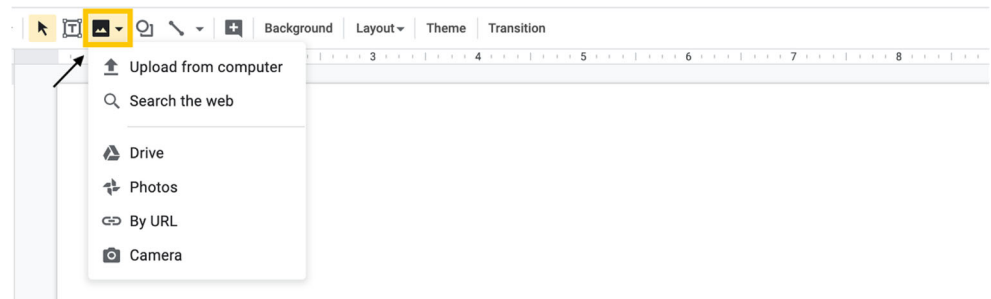 Background Layout Theme Transition
3 4 5 6 7 8
Upload from computer
Search the web
Drive
Photos
By URL
Camera